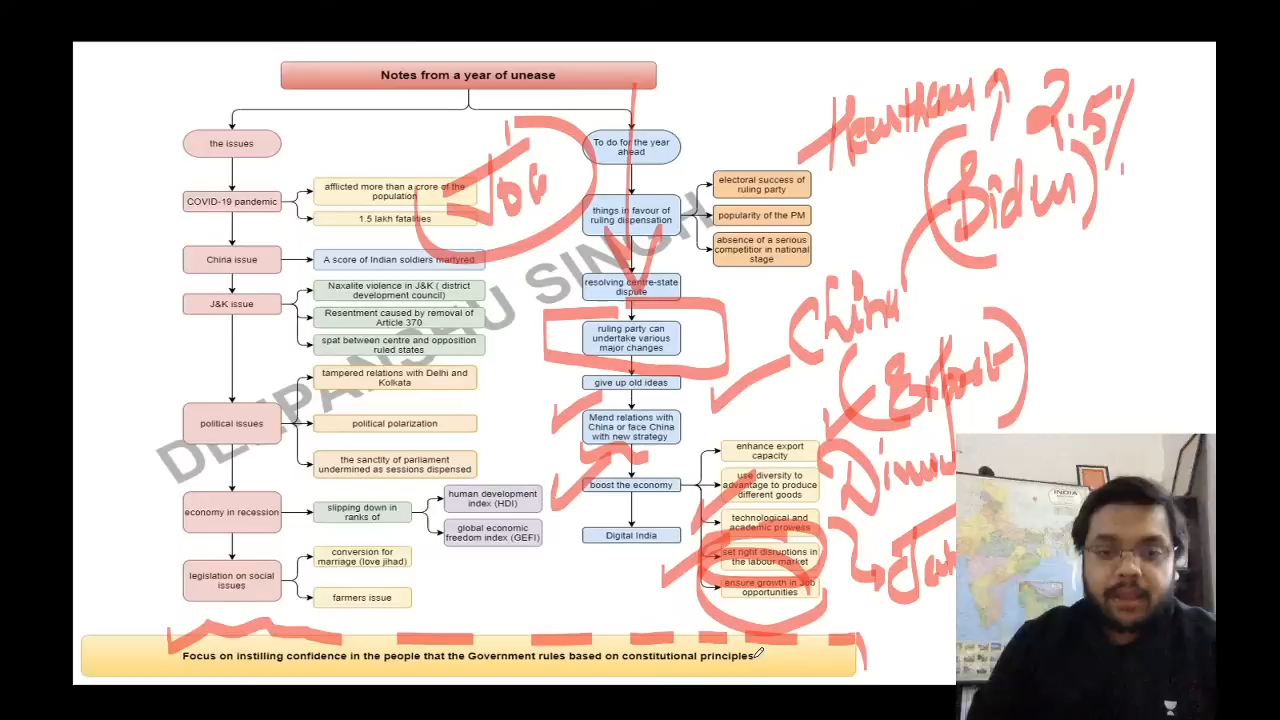 Notes from a year of unease
the issues
COVID-19 pandemic
afflicted more than a crore of the
population
1.5 lakh fatalities
China issue
A score of Indian soldiers martyred
J&K issue
Naxalite violence in J&K ( district
development council)
Resentment caused by removal of
Article 370
spat between centre and opposition
ruled states
political issues
tampered relations with Delhi and
Kolkata
political polarization
the sanctity of parliament
undermined as sessions dispensed
economy in recession
slipping down in
ranks of
human development
index (HDI)
global economic
freedom index (GEFI)
legislation on social
issues
conversion for
marriage (love jihad)
farmers issue
To do for the year
ahead
things in favour of
ruling dispensation
electoral success of
ruling party
popularity of the PM
absence of a serious
competitor in national
stage
resolving centre-state
dispute
ruling party can
undertake various
major changes
give up old ideas
Mend relations with
China or face China
with new strategy
boost the economy
enhance export
capacity
use diversity to
advantage to produce
different goods
technological and
academic prowess
set right disruptions in
the labour market
ensure growth in Job
opportunities
Digital India
Focus on instilling confidence in the people that the Government rules based on constitutional principles
DEEPANSHU SINGH
2.5%
(Biden)
China
INDIA